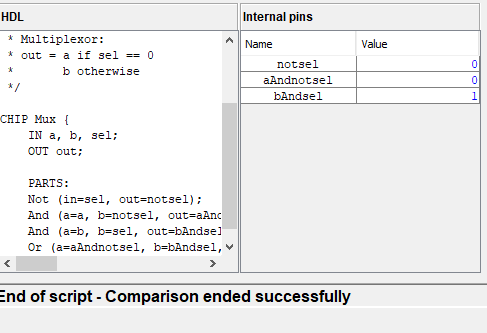 HDL
* Multiplexor:
* out = a if sel == 0
* b otherwise
*/
CHIP Mux {
IN a, b, sel;
OUT out;
PARTS:
Not (in=sel, out=notsel);
And (a=a, b=notsel, out=aAnd
And (a=b, b=sel, out=bAndsel
Or (a=aAndnotsel, b=bAndsel,
Internal pins
Name Value
notsel 0
aAndnotsel 0
bAndsel 1
End of script - Comparison ended successfully